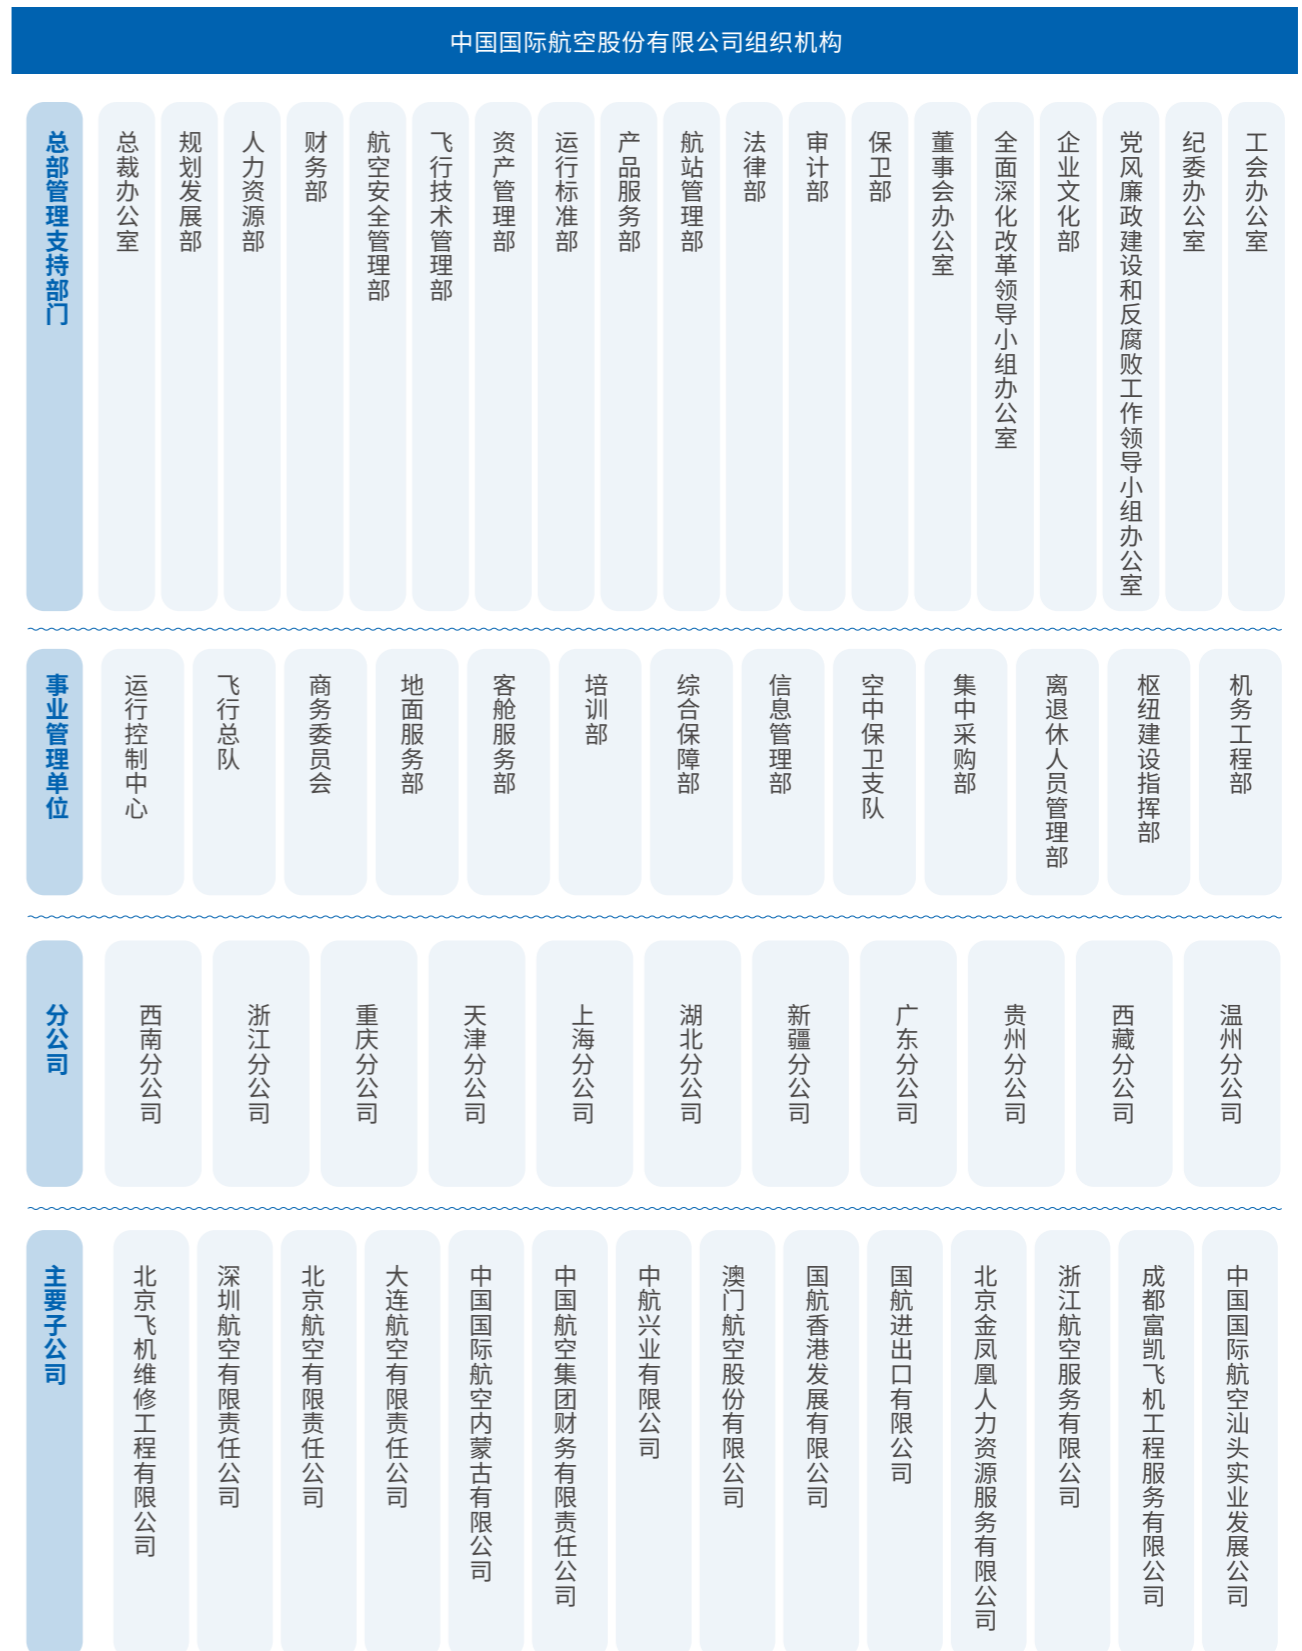 中国国际航空股份有限公司组织机构
总部管理支持部门
总裁办公室
规划发展部
人力资源部
财务部
航空安全管理部
飞行技术管理部
资产管理部
运行标准部
产品服务部
航站管理部
法律部
审计部
保卫部
董事会办公室
全面深化改革领导小组办公室
企业文化部
党风廉政建设和反腐败工作领导小组办公室
纪委办公室
工会办公室
事业管理单位
运行控制中心
飞行总队
商务委员会
地面服务部
客舱服务部
培训部
综合保障部
信息管理部
空中保卫支队
集中采购部
离退休人员管理部
枢纽建设指挥部
机务工程部
分公司
西南分公司
浙江分公司
重庆分公司
天津分公司
上海分公司
湖北分公司
新疆分公司
广东分公司
贵州分公司
西藏分公司
温州分公司
主要子公司
北京飞机维修工程有限公司
深圳航空有限责任公司
北京航空有限责任公司
大连航空有限责任公司
中国国际航空内蒙古有限公司
中国航空集团财务有限责任公司
中航兴业有限公司
澳门航空股份有限公司
国航香港发展有限公司
国航进出口有限公司
北京金凤凰人力资源服务有限公司
浙江航空服务有限公司
成都富凯飞机工程服务有限公司
中国国际航空汕头实业发展公司